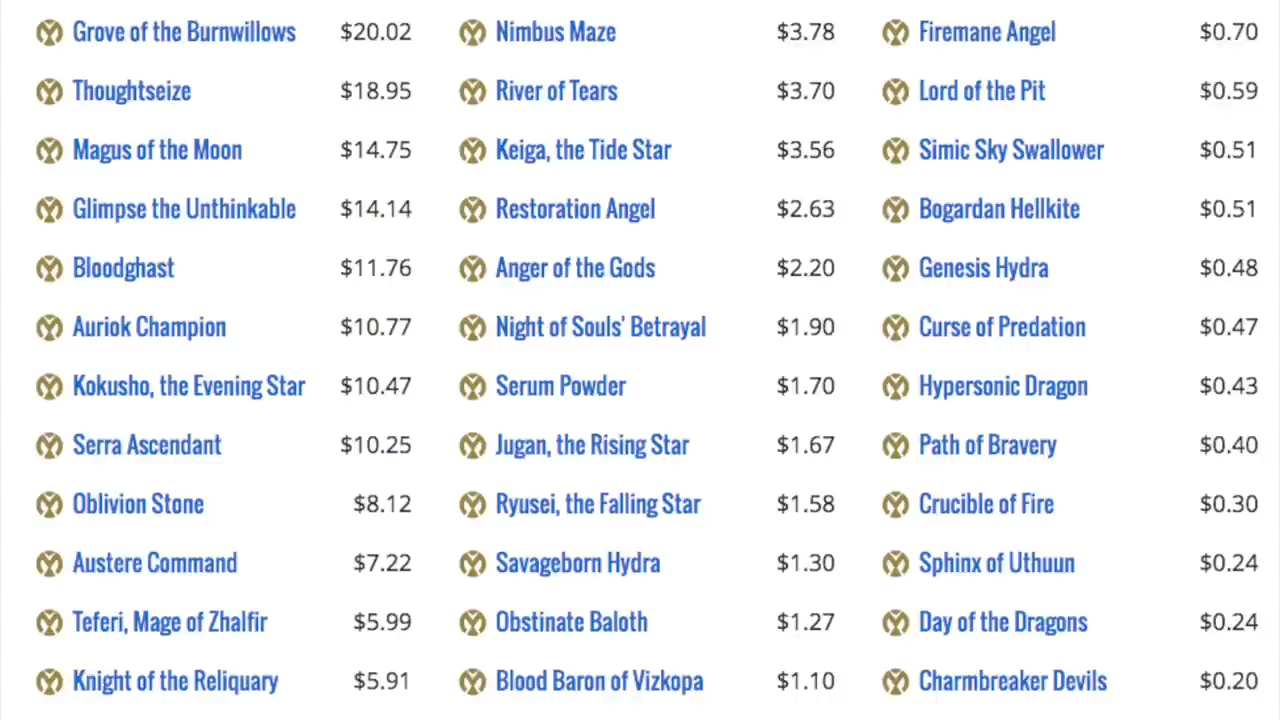 Grove of the Burnwillows $20.02
Thoughtseize $18.95
Magus of the Moon $14.75
Glimpse the Unthinkable $14.14
Bloodghast $11.76
Auriok Champion $10.77
Kokusho, the Evening Star $10.47
Serra Ascendant $10.25
Oblivion Stone $8.12
Austere Command $7.22
Teferi, Mage of Zhalfir $5.99
Knight of the Reliquary $5.91
Nimbus Maze $3.78
River of Tears $3.70
Keiga, the Tide Star $3.56
Restoration Angel $2.63
Anger of the Gods $2.20
Night of Souls' Betrayal $1.90
Serum Powder $1.70
Jugan, the Rising Star $1.67
Ryusei, the Falling Star $1.58
Savageborn Hydra $1.30
Obstinate Baloth $1.27
Blood Baron of Vizkopa $1.10
Firemane Angel $0.70
Lord of the Pit $0.59
Simic Sky Swallower $0.51
Bogardan Hellkite $0.51
Genesis Hydra $0.48
Curse of Predation $0.47
Hypersonic Dragon $0.43
Path of Bravery $0.40
Crucible of Fire $0.30
Sphinx of Uthuun $0.24
Day of the Dragons $0.24
Charmbreaker Devils $0.20